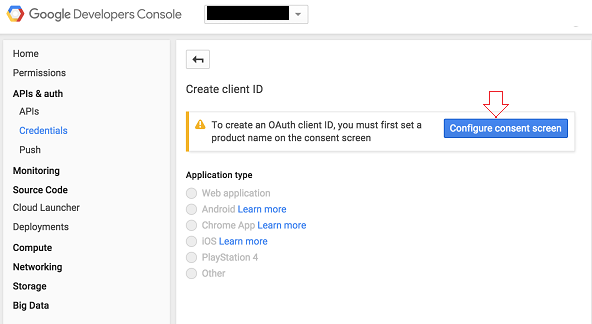 Google Developers Console
Home
Permissions
APIs & auth
APIs
Credentials
Push
Monitoring
Source Code
Cloud Launcher
Deployments
Compute
Networking
Storage
Big Data
Create client ID
To create an OAuth client ID, you must first set a
product name on the consent screen
Configure consent screen
Application type
Web application
Android Learn more
Chrome App Learn more
iOS Learn more
PlayStation 4
Other